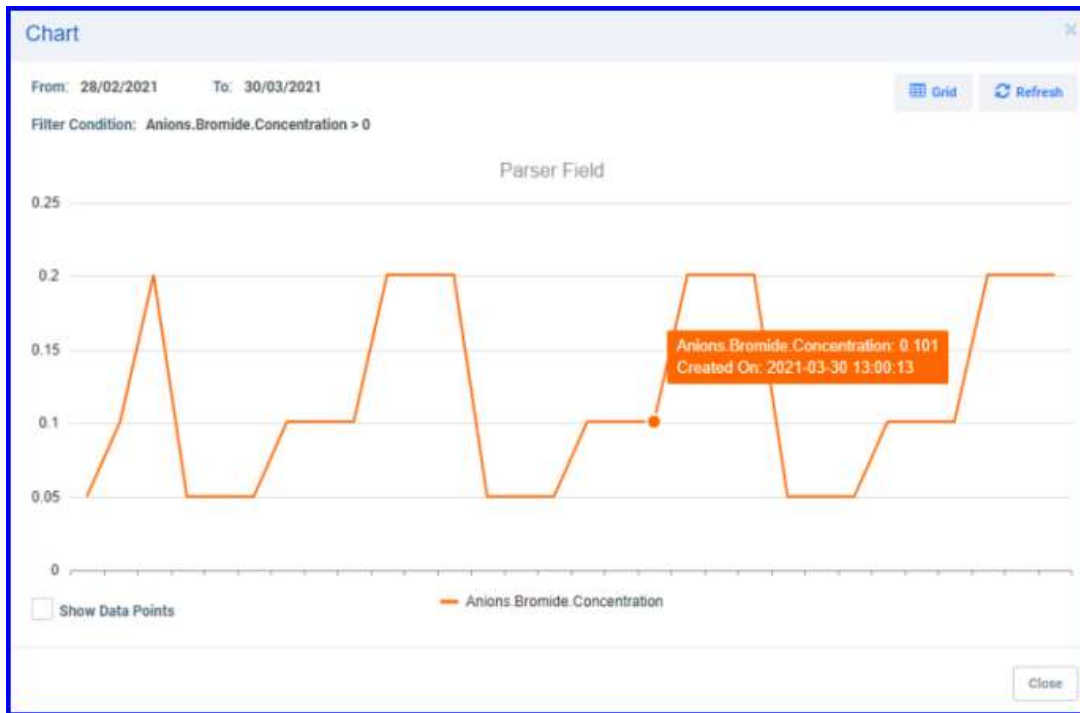 Chart
From: 28/02/2021 To: 30/03/2021
Grid Refresh
Filter Condition: Anions.Bromide.Concentration > 0
Parser Field
0.25
0.2
0.15
0.1
0.05
0
Anions.Bromide.Concentration: 0.101
Created On: 2021-03-30 13:00:13
Show Data Points
Anions.Bromide.Concentration
Close